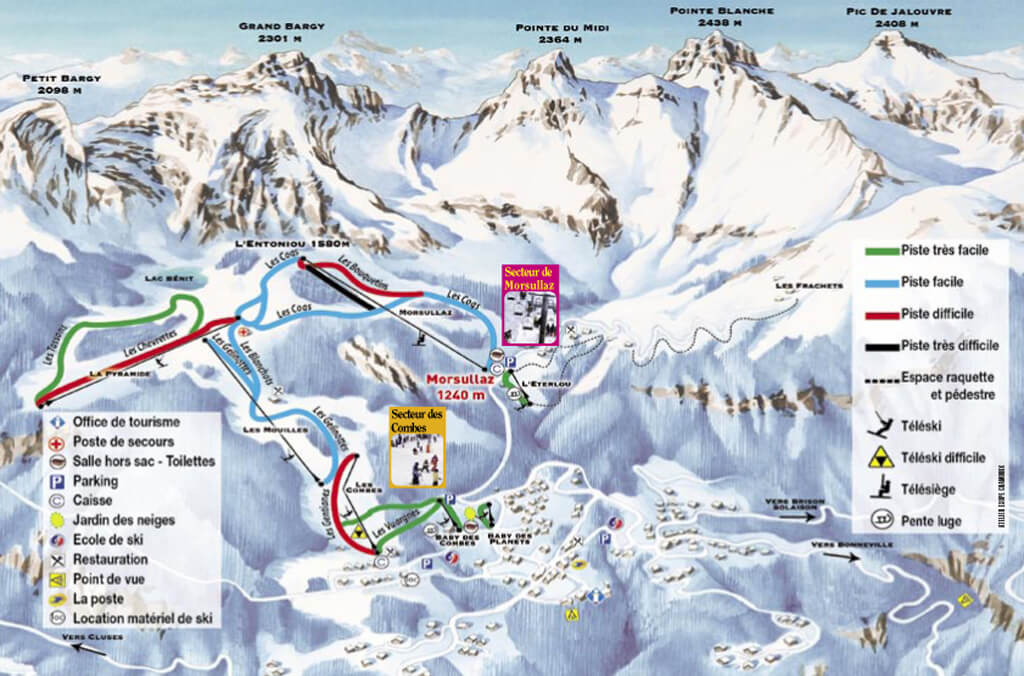 Grand Bargy
2301 m
Pointe du Midi
2364 m
Pointe Blanche
2438 m
Pic De Jalouvre
2408 m
Petit Bargy
2098 m
L'Entoniou 1580m
Les Coqs
Les Bouquetins
Lac Bénit
Les Coqs
Les Coqs
Morsullaz
Secteur de
Morsullaz
Les Frachets
Les Tassons
Les Chevrettes
La Pyramide
Les Gelinottes
Les Blanchots
Morsullaz
1240 m
L'Eterlou
Les Mouilles
Les Gelinottes
Secteur des
Combes
Les Combes
Les Gentianes
Les Vuargnes
Baby des
Combes
Baby des
Planets
Vers Brison
Solaison
Vers Bonneville
Vers Cluses
Office de tourisme
Poste de secours
Salle hors sac - Toilettes
P Parking
C Caisse
Jardin des neiges
Ecole de ski
Restauration
Point de vue
La poste
Location matériel de ski
Piste très facile
Piste facile
Piste difficile
Piste très difficile
Espace raquette
et pédestre
Téléski
Téléski difficile
Télésiège
Pente luge